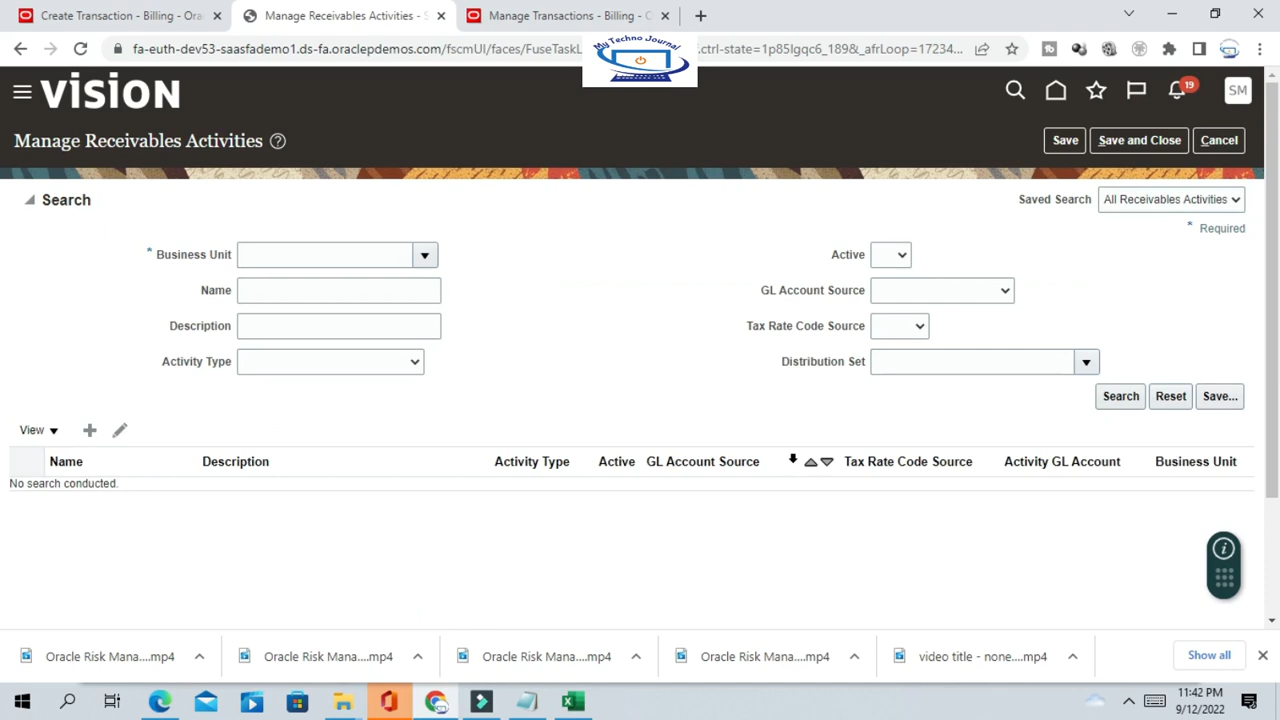 Create Transaction - Billing - Ora
Manage Receivables Activities - S
Manage Transactions - Billing - O
fa-euth-dev53-saasfademo1.ds-fa.oraclepdemos.com/fscmUI/faces/FuseTaskL
.ctrl-state=1p85lgqc6_189&_afrLoop=17234...
My Techno Journal
VISION
19
SM
Manage Receivables Activities
Save
Save and Close
Cancel
Search
Saved Search
All Receivables Activities
* Required
* Business Unit
Active
Name
GL Account Source
Description
Tax Rate Code Source
Activity Type
Distribution Set
Search
Reset
Save...
View
Name
Description
Activity Type
Active
GL Account Source
Tax Rate Code Source
Activity GL Account
Business Unit
No search conducted.
Oracle Risk Mana....mp4
Oracle Risk Mana....mp4
Oracle Risk Mana....mp4
Oracle Risk Mana....mp4
video title - none....mp4
Show all
11:42 PM
9/12/2022